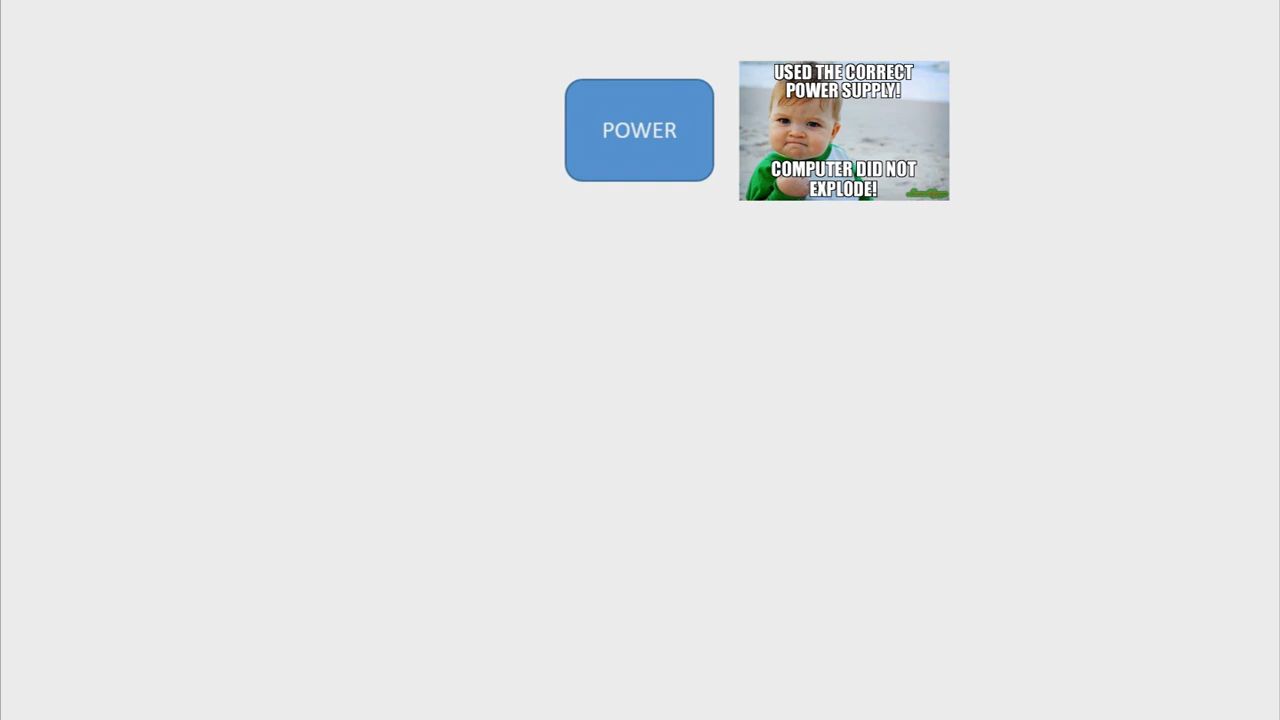 POWER
USED THE CORRECT
POWER SUPPLY!
COMPUTER DID NOT
EXPLODE!